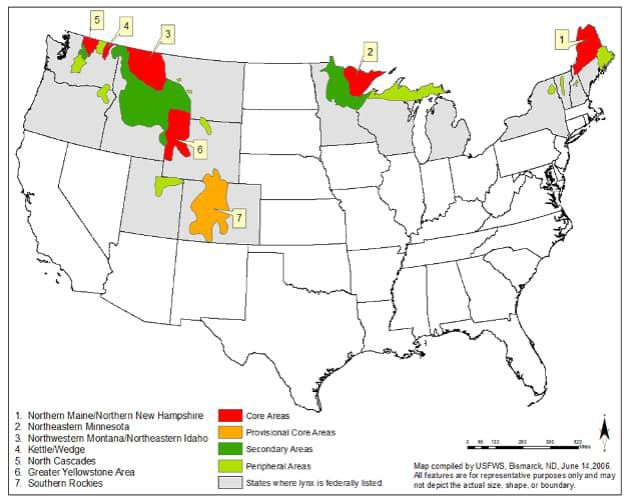 5
4
3
2
1
6
7
1. Northern Maine/Northern New Hampshire
2. Northeastern Minnesota
3. Northwestern Montana/Northeastern Idaho
4. Kettle/Wedge
5. North Cascades
6. Greater Yellowstone Area
7. Southern Rockies
Core Areas
Provisional Core Areas
Secondary Areas
Peripheral Areas
States where lynx is federally listed
Miles
Map compiled by USFWS, Bismarck, ND, June 14,2006.
All features are for representative purposes only and may
not depict the actual size, shape, or boundary.